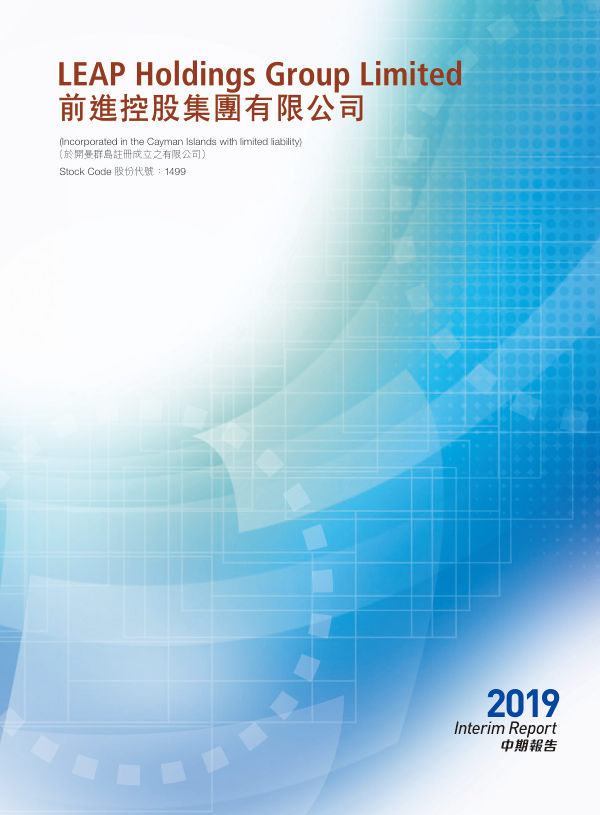 LEAP Holdings Group Limited
前進控股集團有限公司
(Incorporated in the Cayman Islands with limited liability)
（於開曼群島註冊成立之有限公司）
Stock Code 股份代號：1499
2019
Interim Report
中期報告